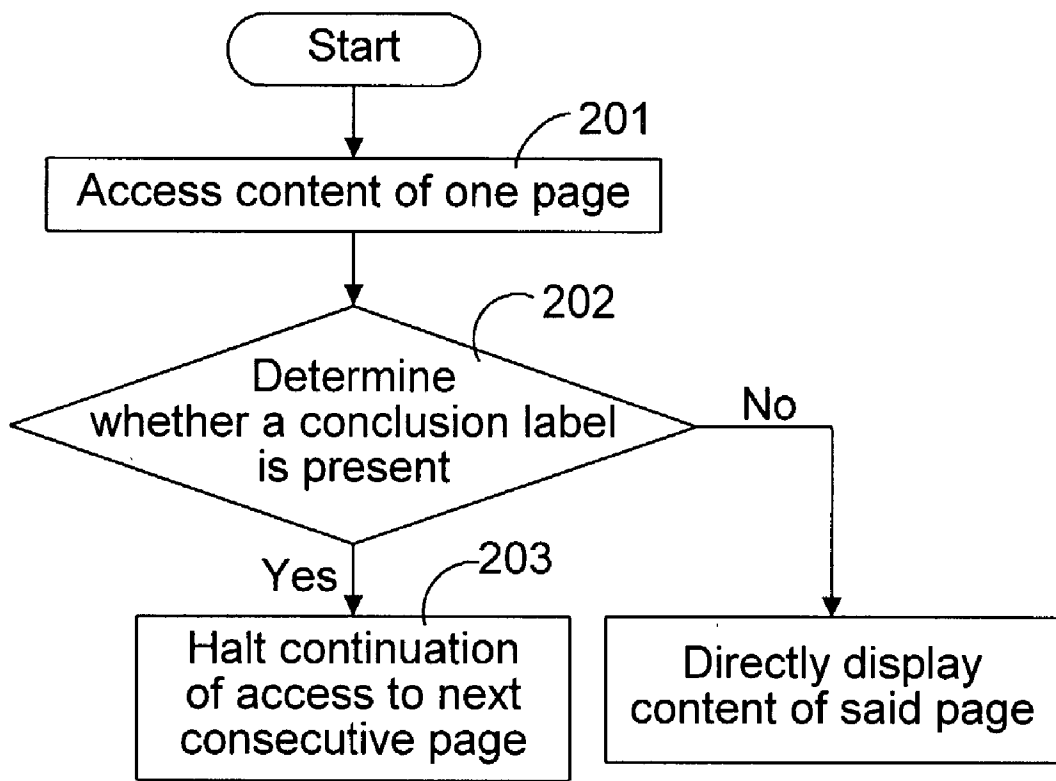 Start
201
Access content of one page
202
Determine
whether a conclusion label
is present
No
Yes
203
Halt continuation
of access to next
consecutive page
Directly display
content of said page